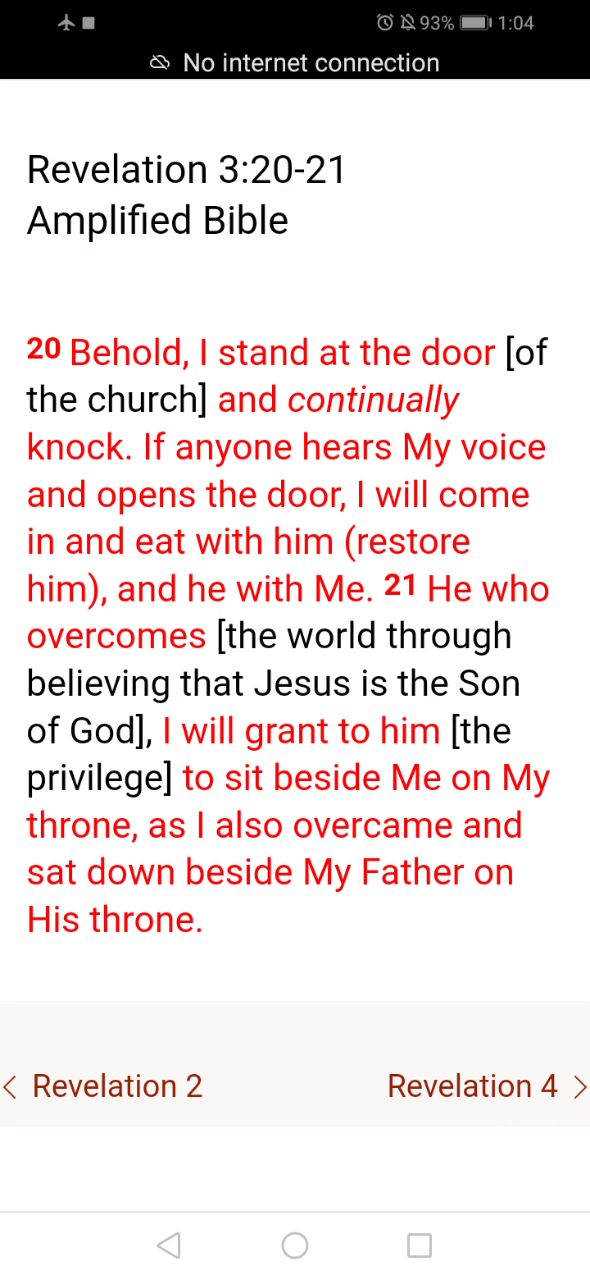 93% 1:04
No internet connection
Revelation 3:20-21
Amplified Bible
20 Behold, I stand at the door [of
the church] and continually
knock. If anyone hears My voice
and opens the door, I will come
in and eat with him (restore
him), and he with Me. 21 He who
overcomes [the world through
believing that Jesus is the Son
of God], I will grant to him [the
privilege] to sit beside Me on My
throne, as I also overcame and
sat down beside My Father on
His throne.
< Revelation 2 Revelation 4 >